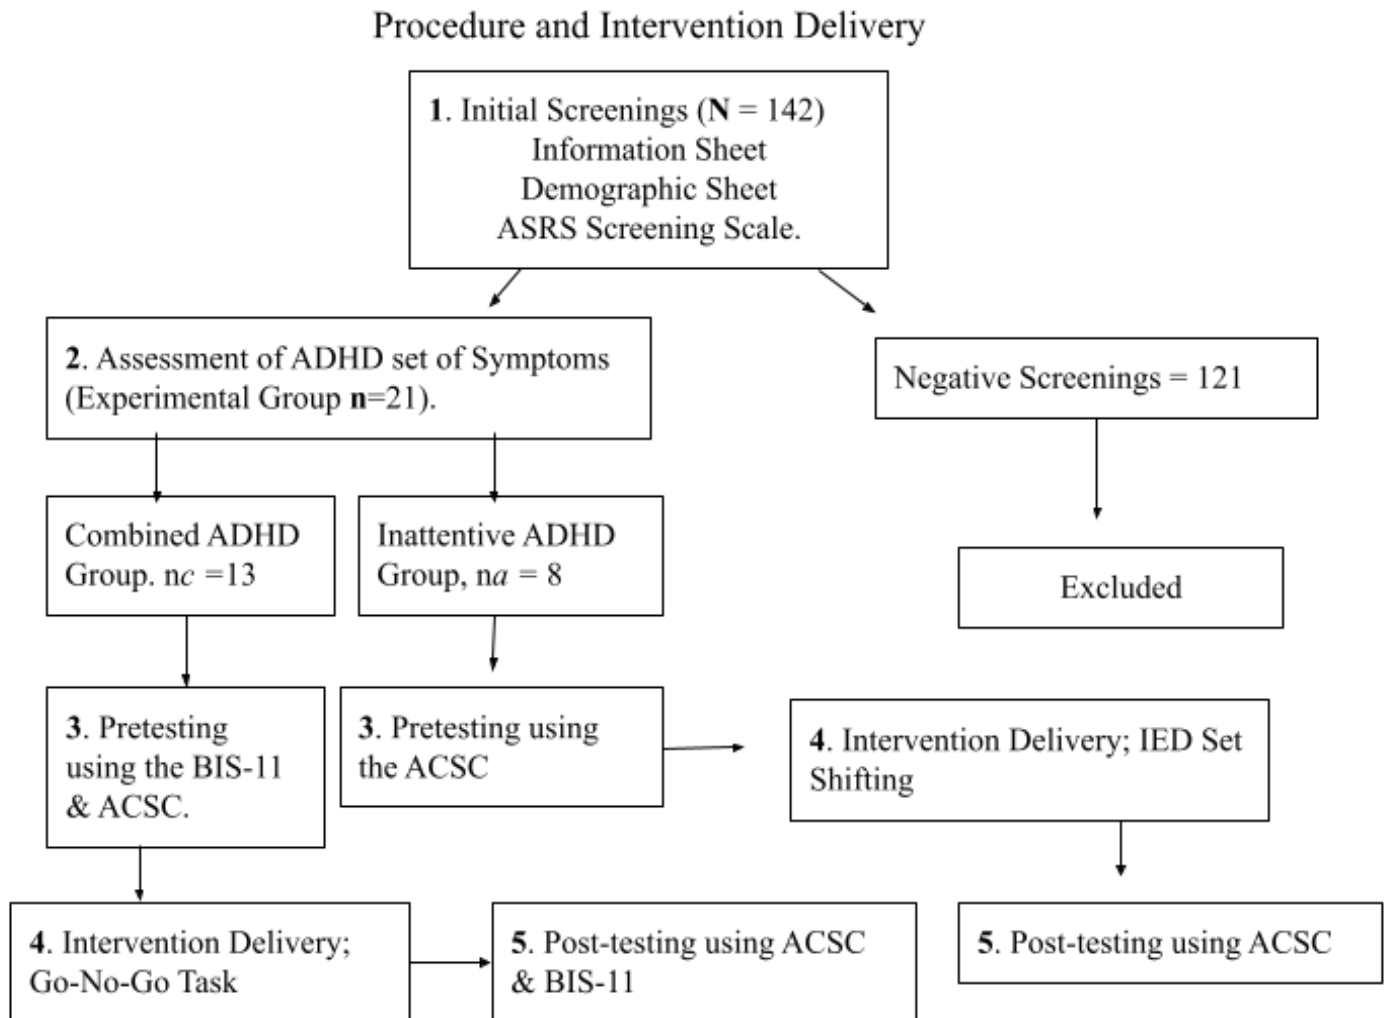 Procedure and Intervention Delivery
1. Initial Screenings (N = 142)
Information Sheet
Demographic Sheet
ASRS Screening Scale.
2. Assessment of ADHD set of Symptoms
(Experimental Group n=21).
Negative Screenings = 121
Combined ADHD
Group. nc =13
Inattentive ADHD
Group, na = 8
Excluded
3. Pretesting
using the BIS-11
& ACSC.
3. Pretesting using
the ACSC
4. Intervention Delivery; IED Set
Shifting
4. Intervention Delivery;
Go-No-Go Task
5. Post-testing using ACSC
& BIS-11
5. Post-testing using ACSC